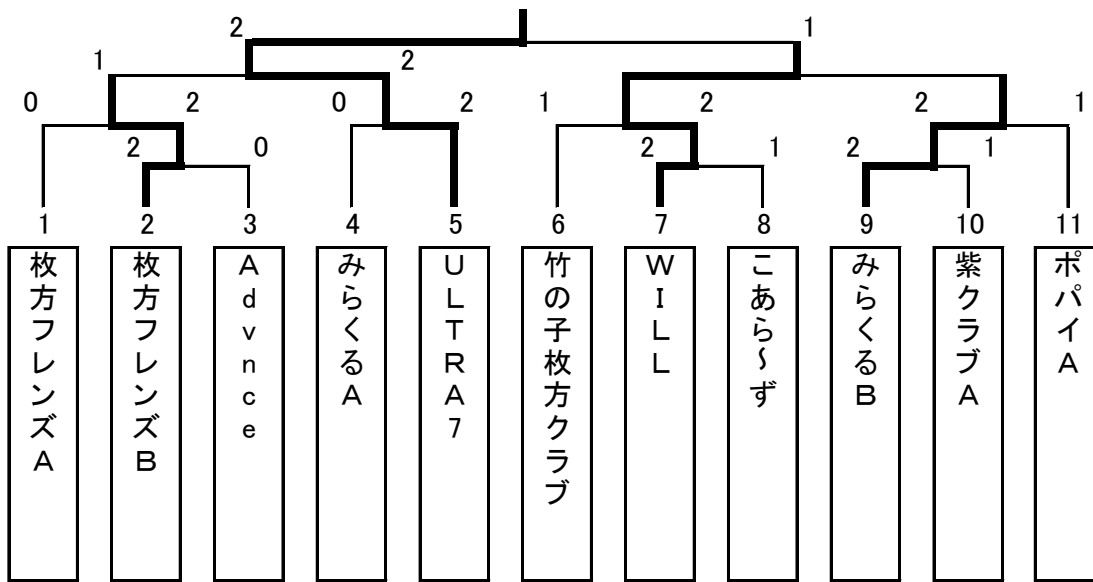 2 1
1 2
0 2 0 2 1 2 2 1
2 0 2 1 2 1
1 2 3 4 5 6 7 8 9 10 11
枚方フレンズA
枚方フレンズB
Advnce
みらくるA
ULTRA7
竹の子枚方クラブ
WILL
こあら～ず
みらくるB
紫クラブA
ポパイA